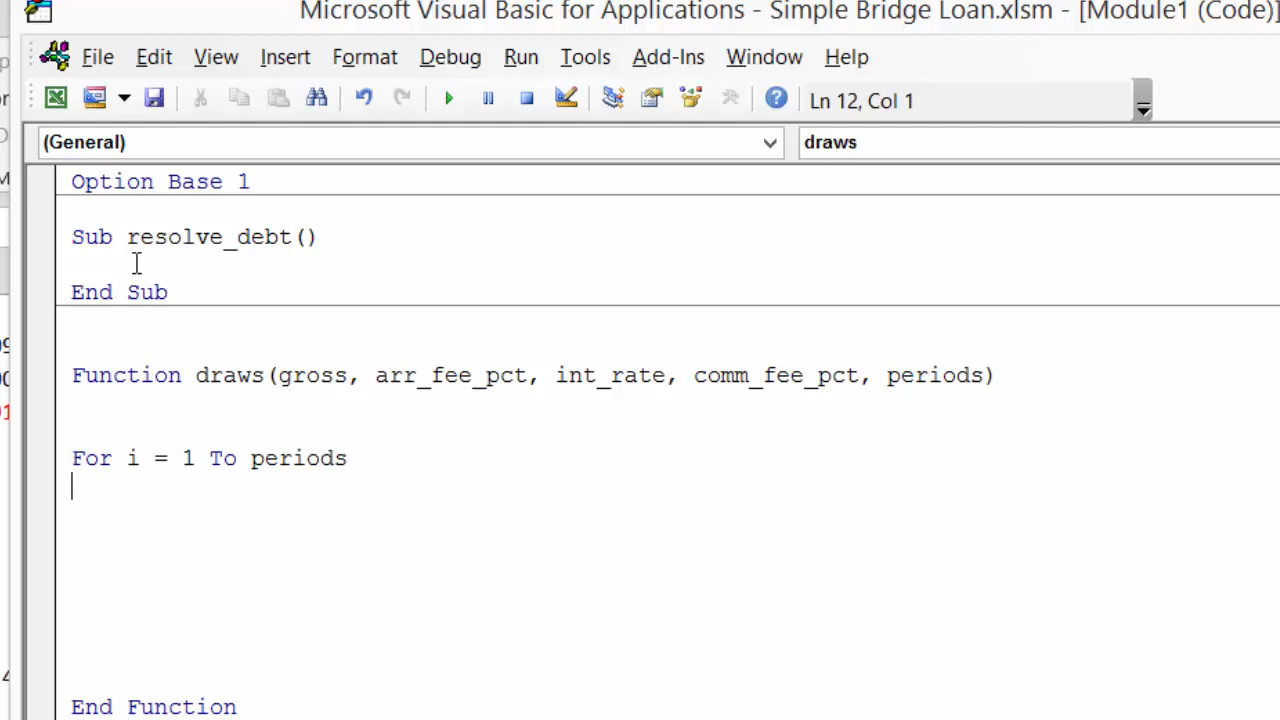 Microsoft Visual Basic for Applications - Simple Bridge Loan.xlsm - [Module1 (Code)]
File Edit View Insert Format Debug Run Tools Add-Ins Window Help
Ln 12, Col 1
(General) draws
Option Base 1
Sub resolve_debt()
End Sub
Function draws(gross, arr_fee_pct, int_rate, comm_fee_pct, periods)
For i = 1 To periods
End Function